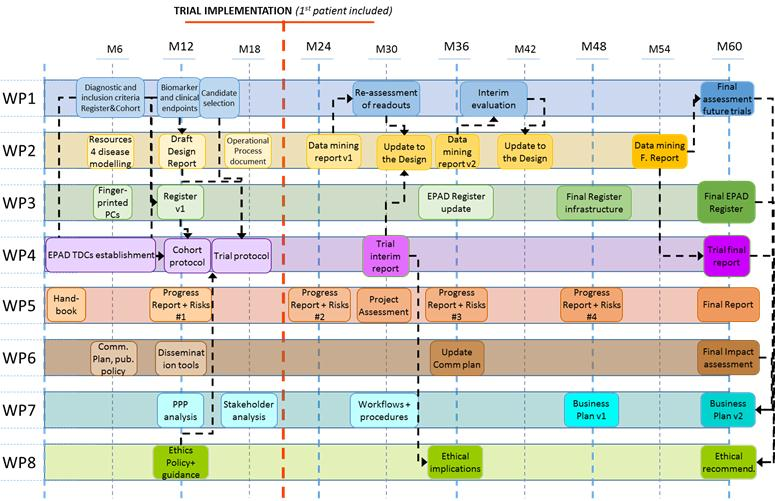 TRIAL IMPLEMENTATION (1st patient included)
M6
M12
M18
M24
M30
M36
M42
M48
M54
M60
WP1
Diagnostic and
inclusion criteria
Register&Cohort
Biomarker
and clinical
endpoints
Candidate
selection
Re-assessment
of readouts
Interim
evaluation
Final
assessment
future trials
WP2
Resources
4 disease
modelling
Draft
Design
Report
Operational
Process
document
Data mining
report v1
Update to
the Design
Data
mining
report v2
Update to
the Design
Data mining
F. Report
WP3
Finger-
printed
PCs
Register
v1
EPAD Register
update
Final Register
infrastructure
Final EPAD
Register
WP4
EPAD TDCs establishment
Cohort
protocol
Trial protocol
Trial
interim
report
Trial final
report
WP5
Hand-
book
Progress
Report + Risks
#1
Progress
Report + Risks
#2
Project
Assessment
Progress
Report + Risks
#3
Progress
Report + Risks
#4
Final Report
WP6
Comm.
Plan, pub.
policy
Disseminat
ion tools
Update
Comm plan
Final Impact
assessment
WP7
PPP
analysis
Stakeholder
analysis
Workflows +
procedures
Business
Plan v1
Business
Plan v2
WP8
Ethics
Policy+
guidance
Ethical
implications
Ethical
recommend.